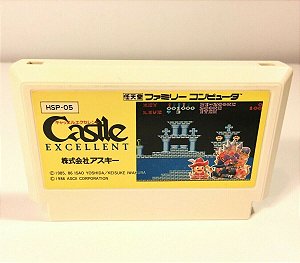 任天堂 ファミリー コンピュータ
HSP-05
キャッスルエクセレント
Castle
EXCELLENT
株式会社アスキー
©1985, 86 ISAO YOSHIDA/KEISUKE IWAKURA
©1986 ASCII CORPORATION